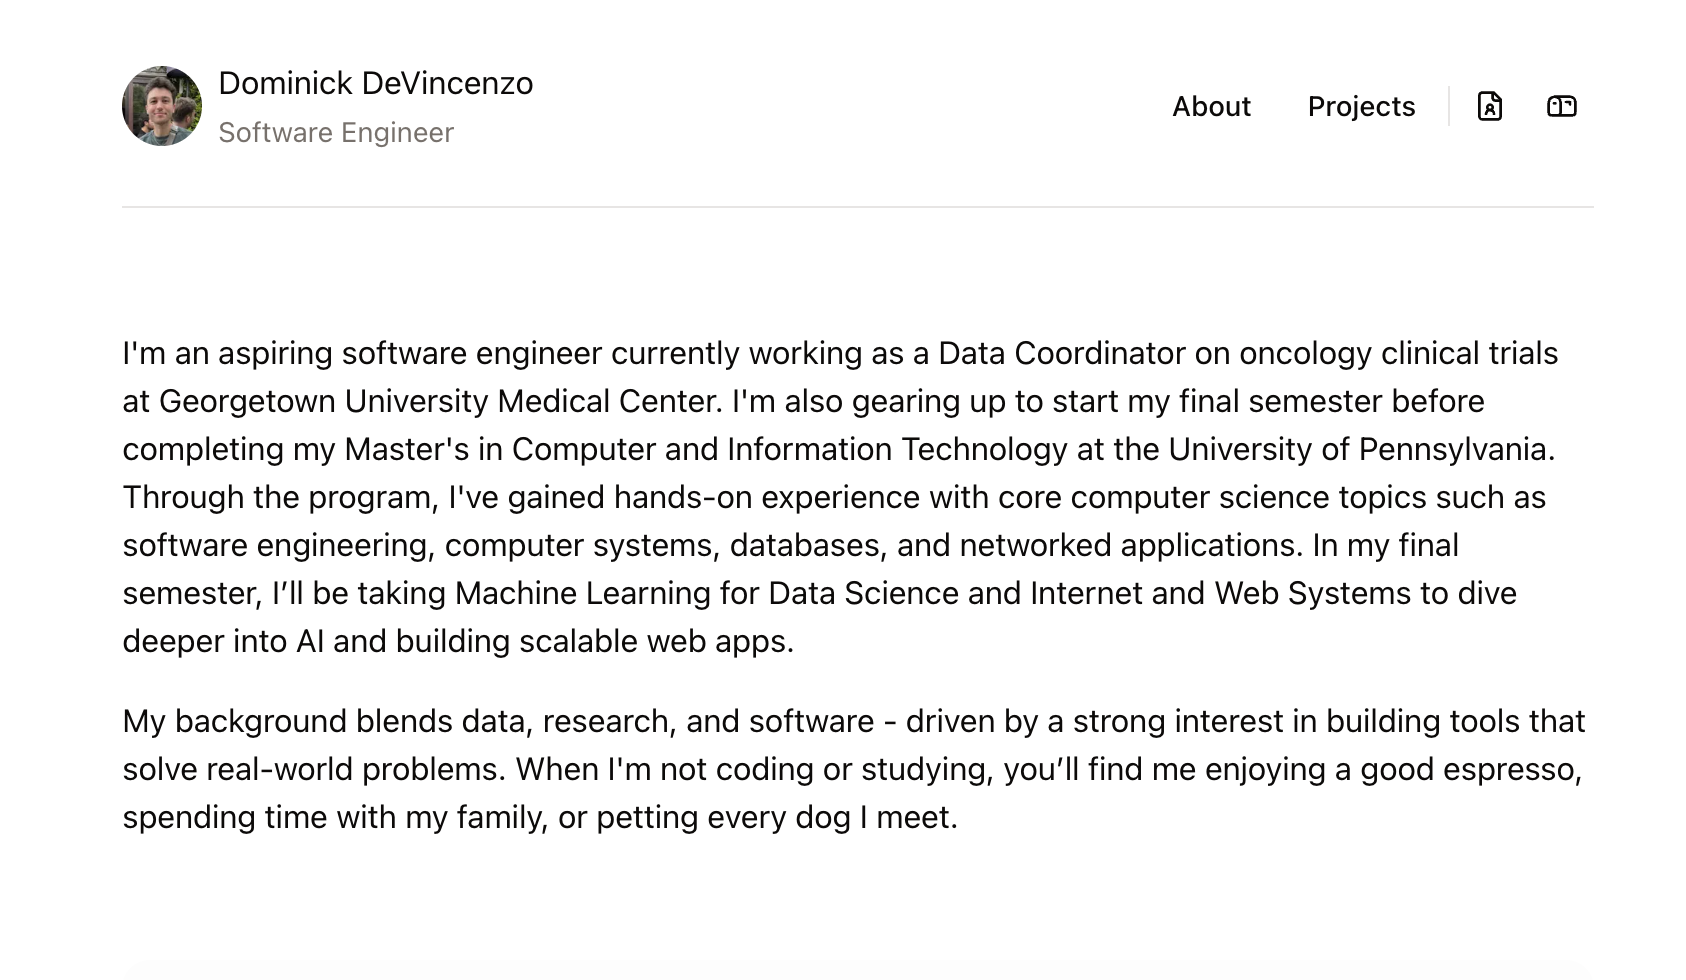 Dominick DeVincenzo
Software Engineer
About
Projects
I'm an aspiring software engineer currently working as a Data Coordinator on oncology clinical trials
at Georgetown University Medical Center. I'm also gearing up to start my final semester before
completing my Master's in Computer and Information Technology at the University of Pennsylvania.
Through the program, I've gained hands-on experience with core computer science topics such as
software engineering, computer systems, databases, and networked applications. In my final
semester, I’ll be taking Machine Learning for Data Science and Internet and Web Systems to dive
deeper into AI and building scalable web apps.
My background blends data, research, and software - driven by a strong interest in building tools that
solve real-world problems. When I'm not coding or studying, you’ll find me enjoying a good espresso,
spending time with my family, or petting every dog I meet.